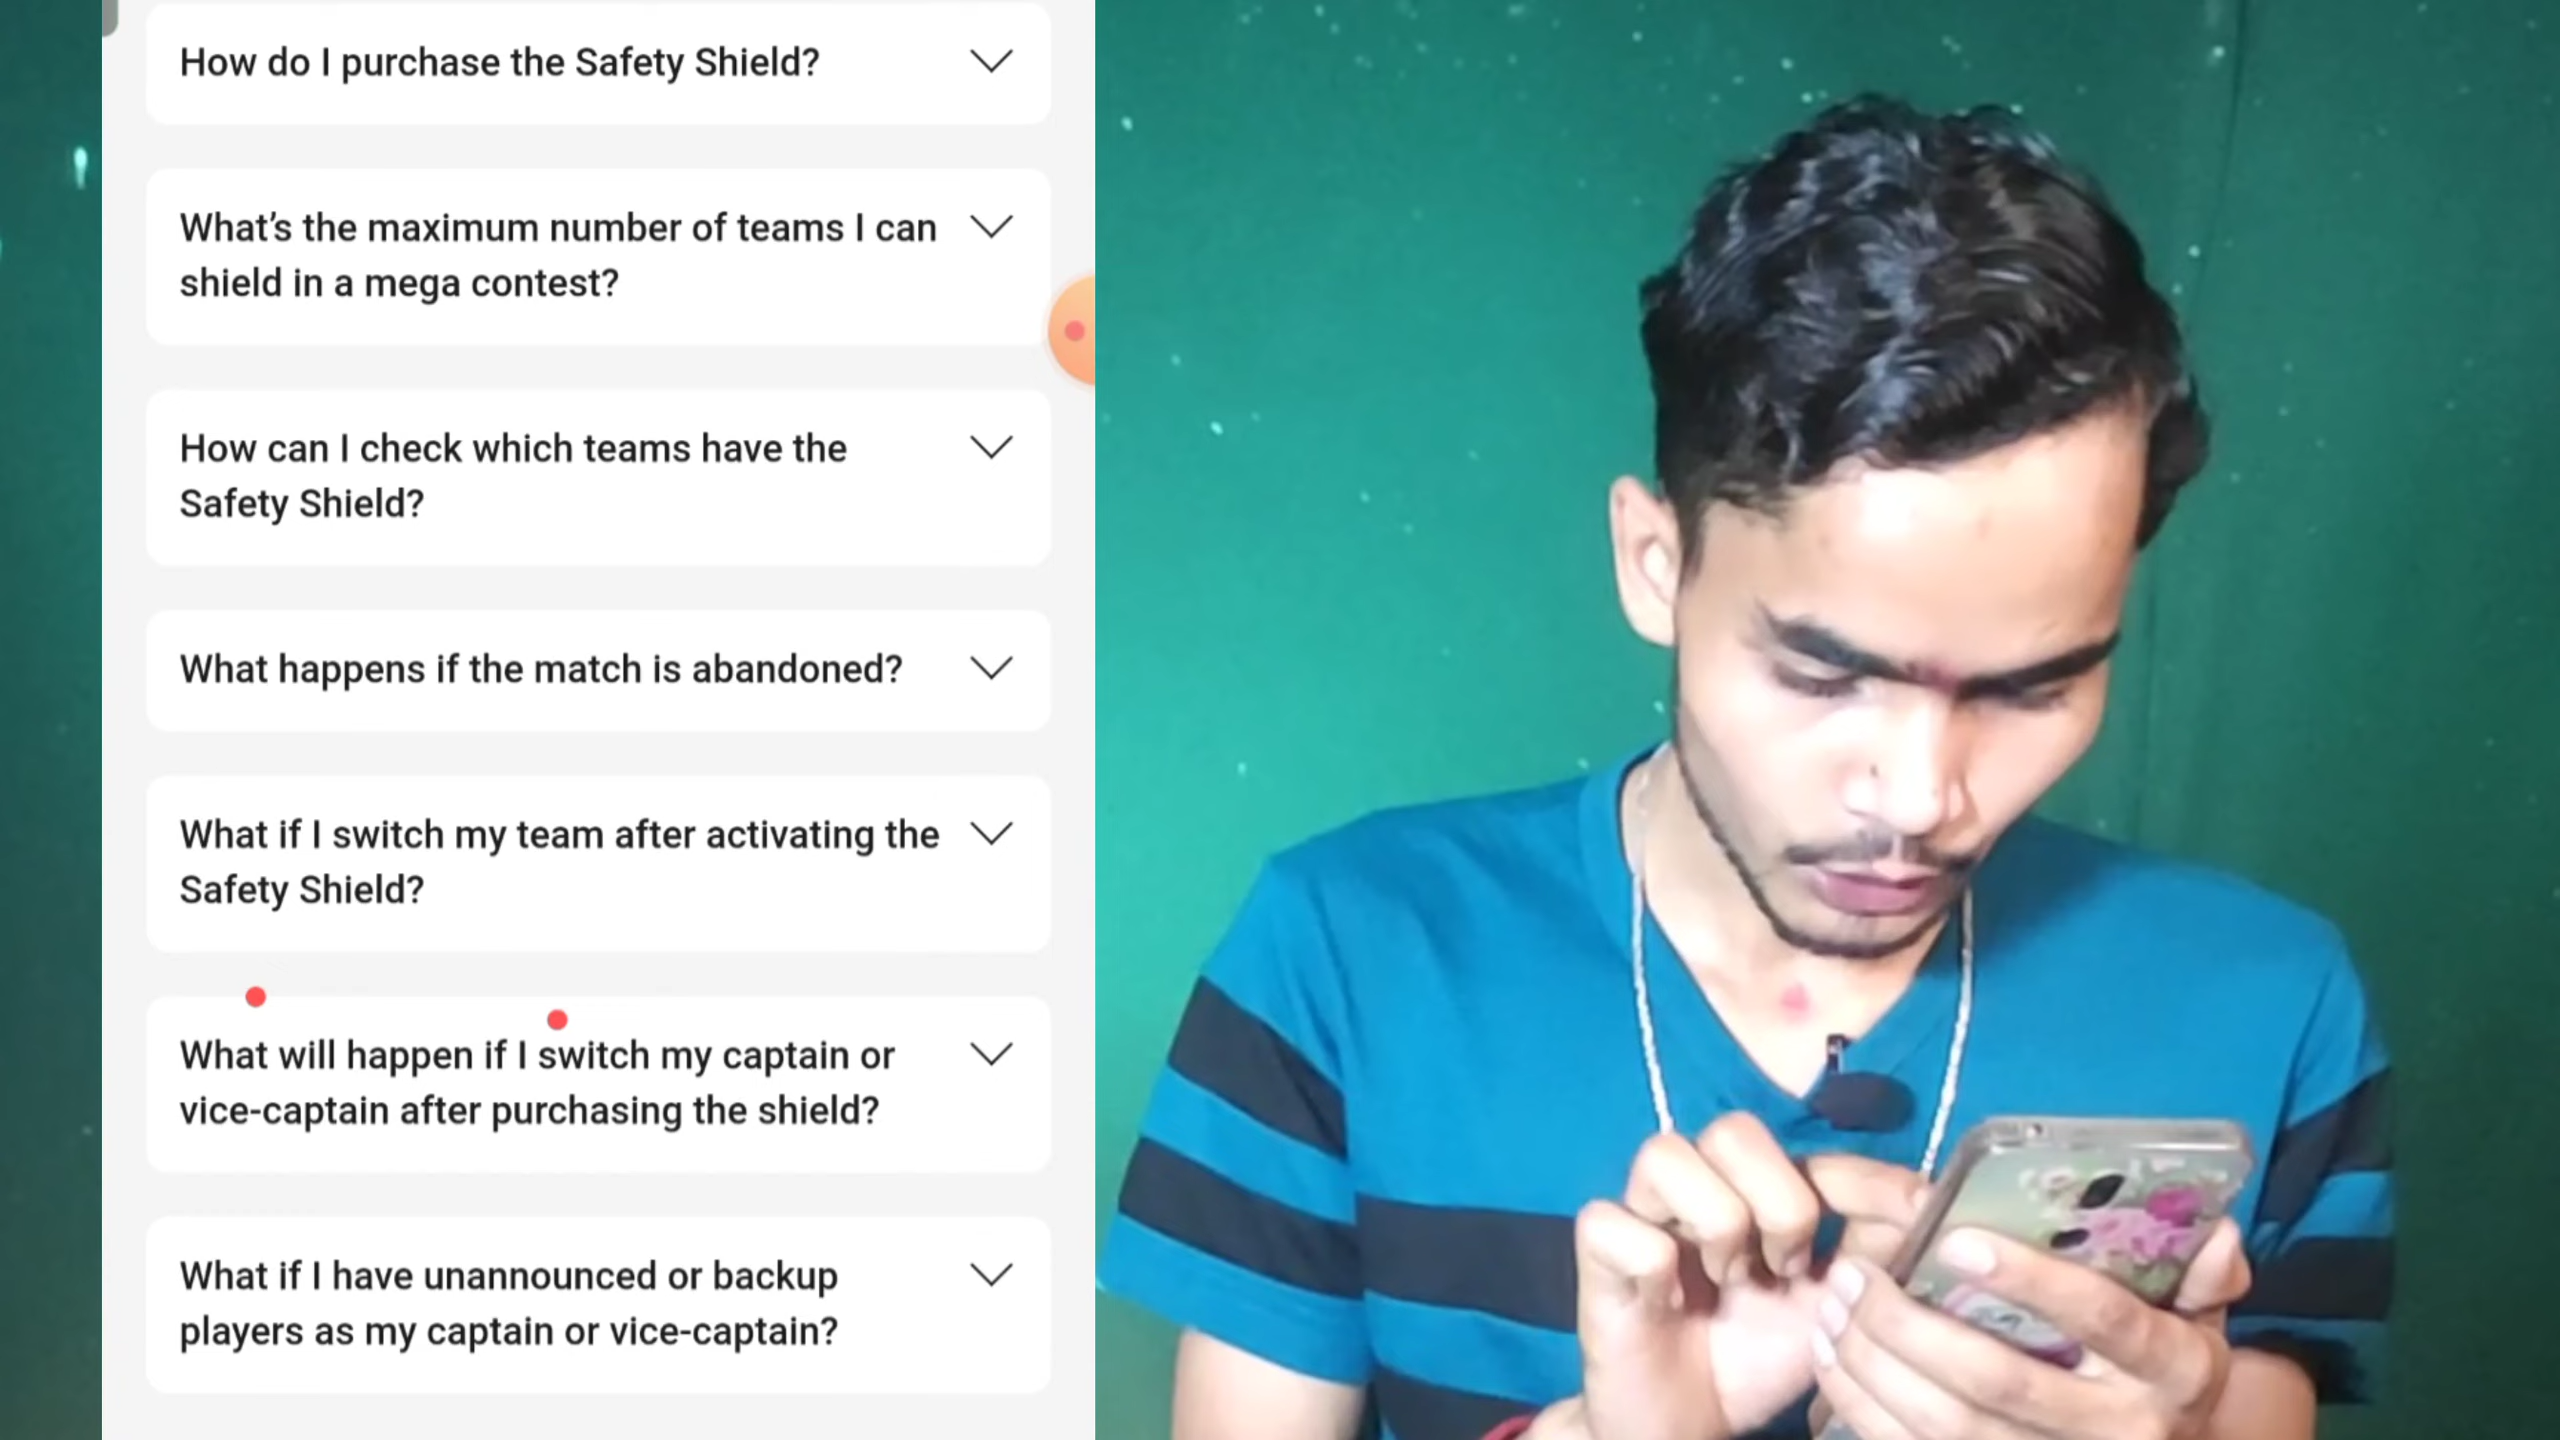 How do I purchase the Safety Shield?
What's the maximum number of teams I can
shield in a mega contest?
How can I check which teams have the
Safety Shield?
What happens if the match is abandoned?
What if I switch my team after activating the
Safety Shield?
What will happen if I switch my captain or
vice-captain after purchasing the shield?
What if I have unannounced or backup
players as my captain or vice-captain?